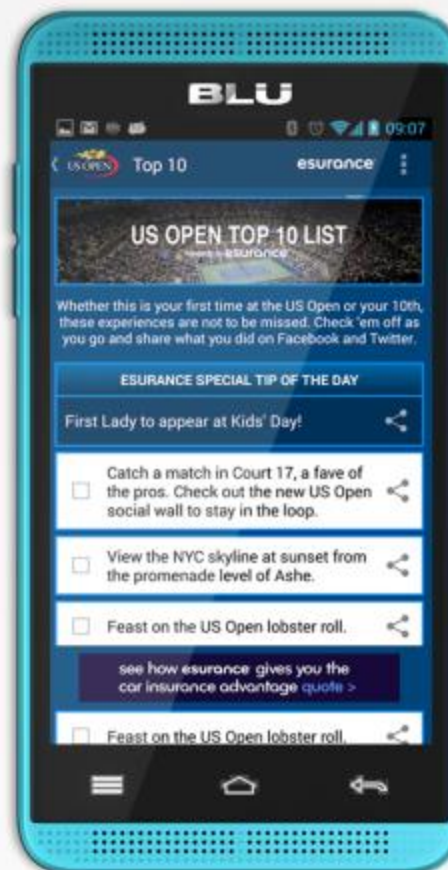 BLU
09:07
US OPEN
Top 10
esurance
US OPEN TOP 10 LIST
esurance
Whether this is your first time at the US Open or your 10th,
these experiences are not to be missed. Check 'em off as
you go and share what you did on Facebook and Twitter.
ESURANCE SPECIAL TIP OF THE DAY
First Lady to appear at Kids' Day!
Catch a match in Court 17, a fave of
the pros. Check out the new US Open
social wall to stay in the loop.
View the NYC skyline at sunset from
the promenade level of Ashe.
Feast on the US Open lobster roll.
see how esurance gives you the
car insurance advantage quote >
Feast on the US Open lobster roll.